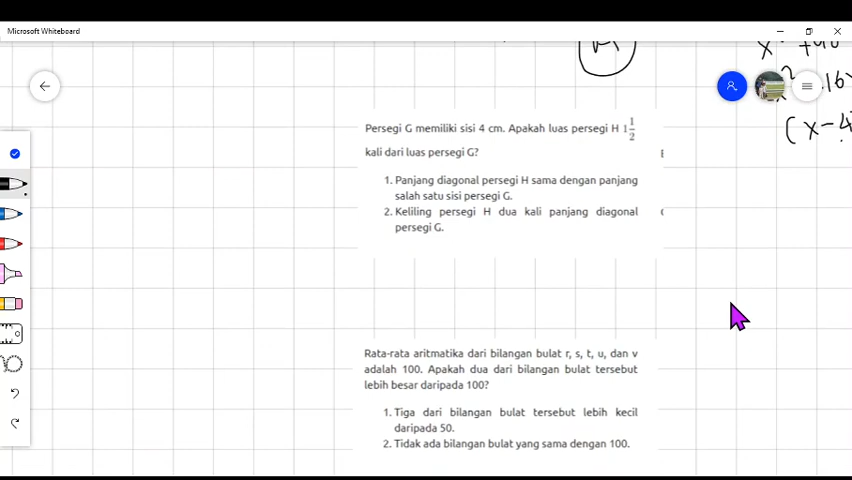 Microsoft Whiteboard
(x-4
Persegi G memiliki sisi 4 cm. Apakah luas persegi H 1 1/2
kali dari luas persegi G?
1. Panjang diagonal persegi H sama dengan panjang
salah satu sisi persegi G.
2. Keliling persegi H dua kali panjang diagonal
persegi G.
Rata-rata aritmatika dari bilangan bulat r, s, t, u, dan v
adalah 100. Apakah dua dari bilangan bulat tersebut
lebih besar daripada 100?
1. Tiga dari bilangan bulat tersebut lebih kecil
daripada 50.
2. Tidak ada bilangan bulat yang sama dengan 100.